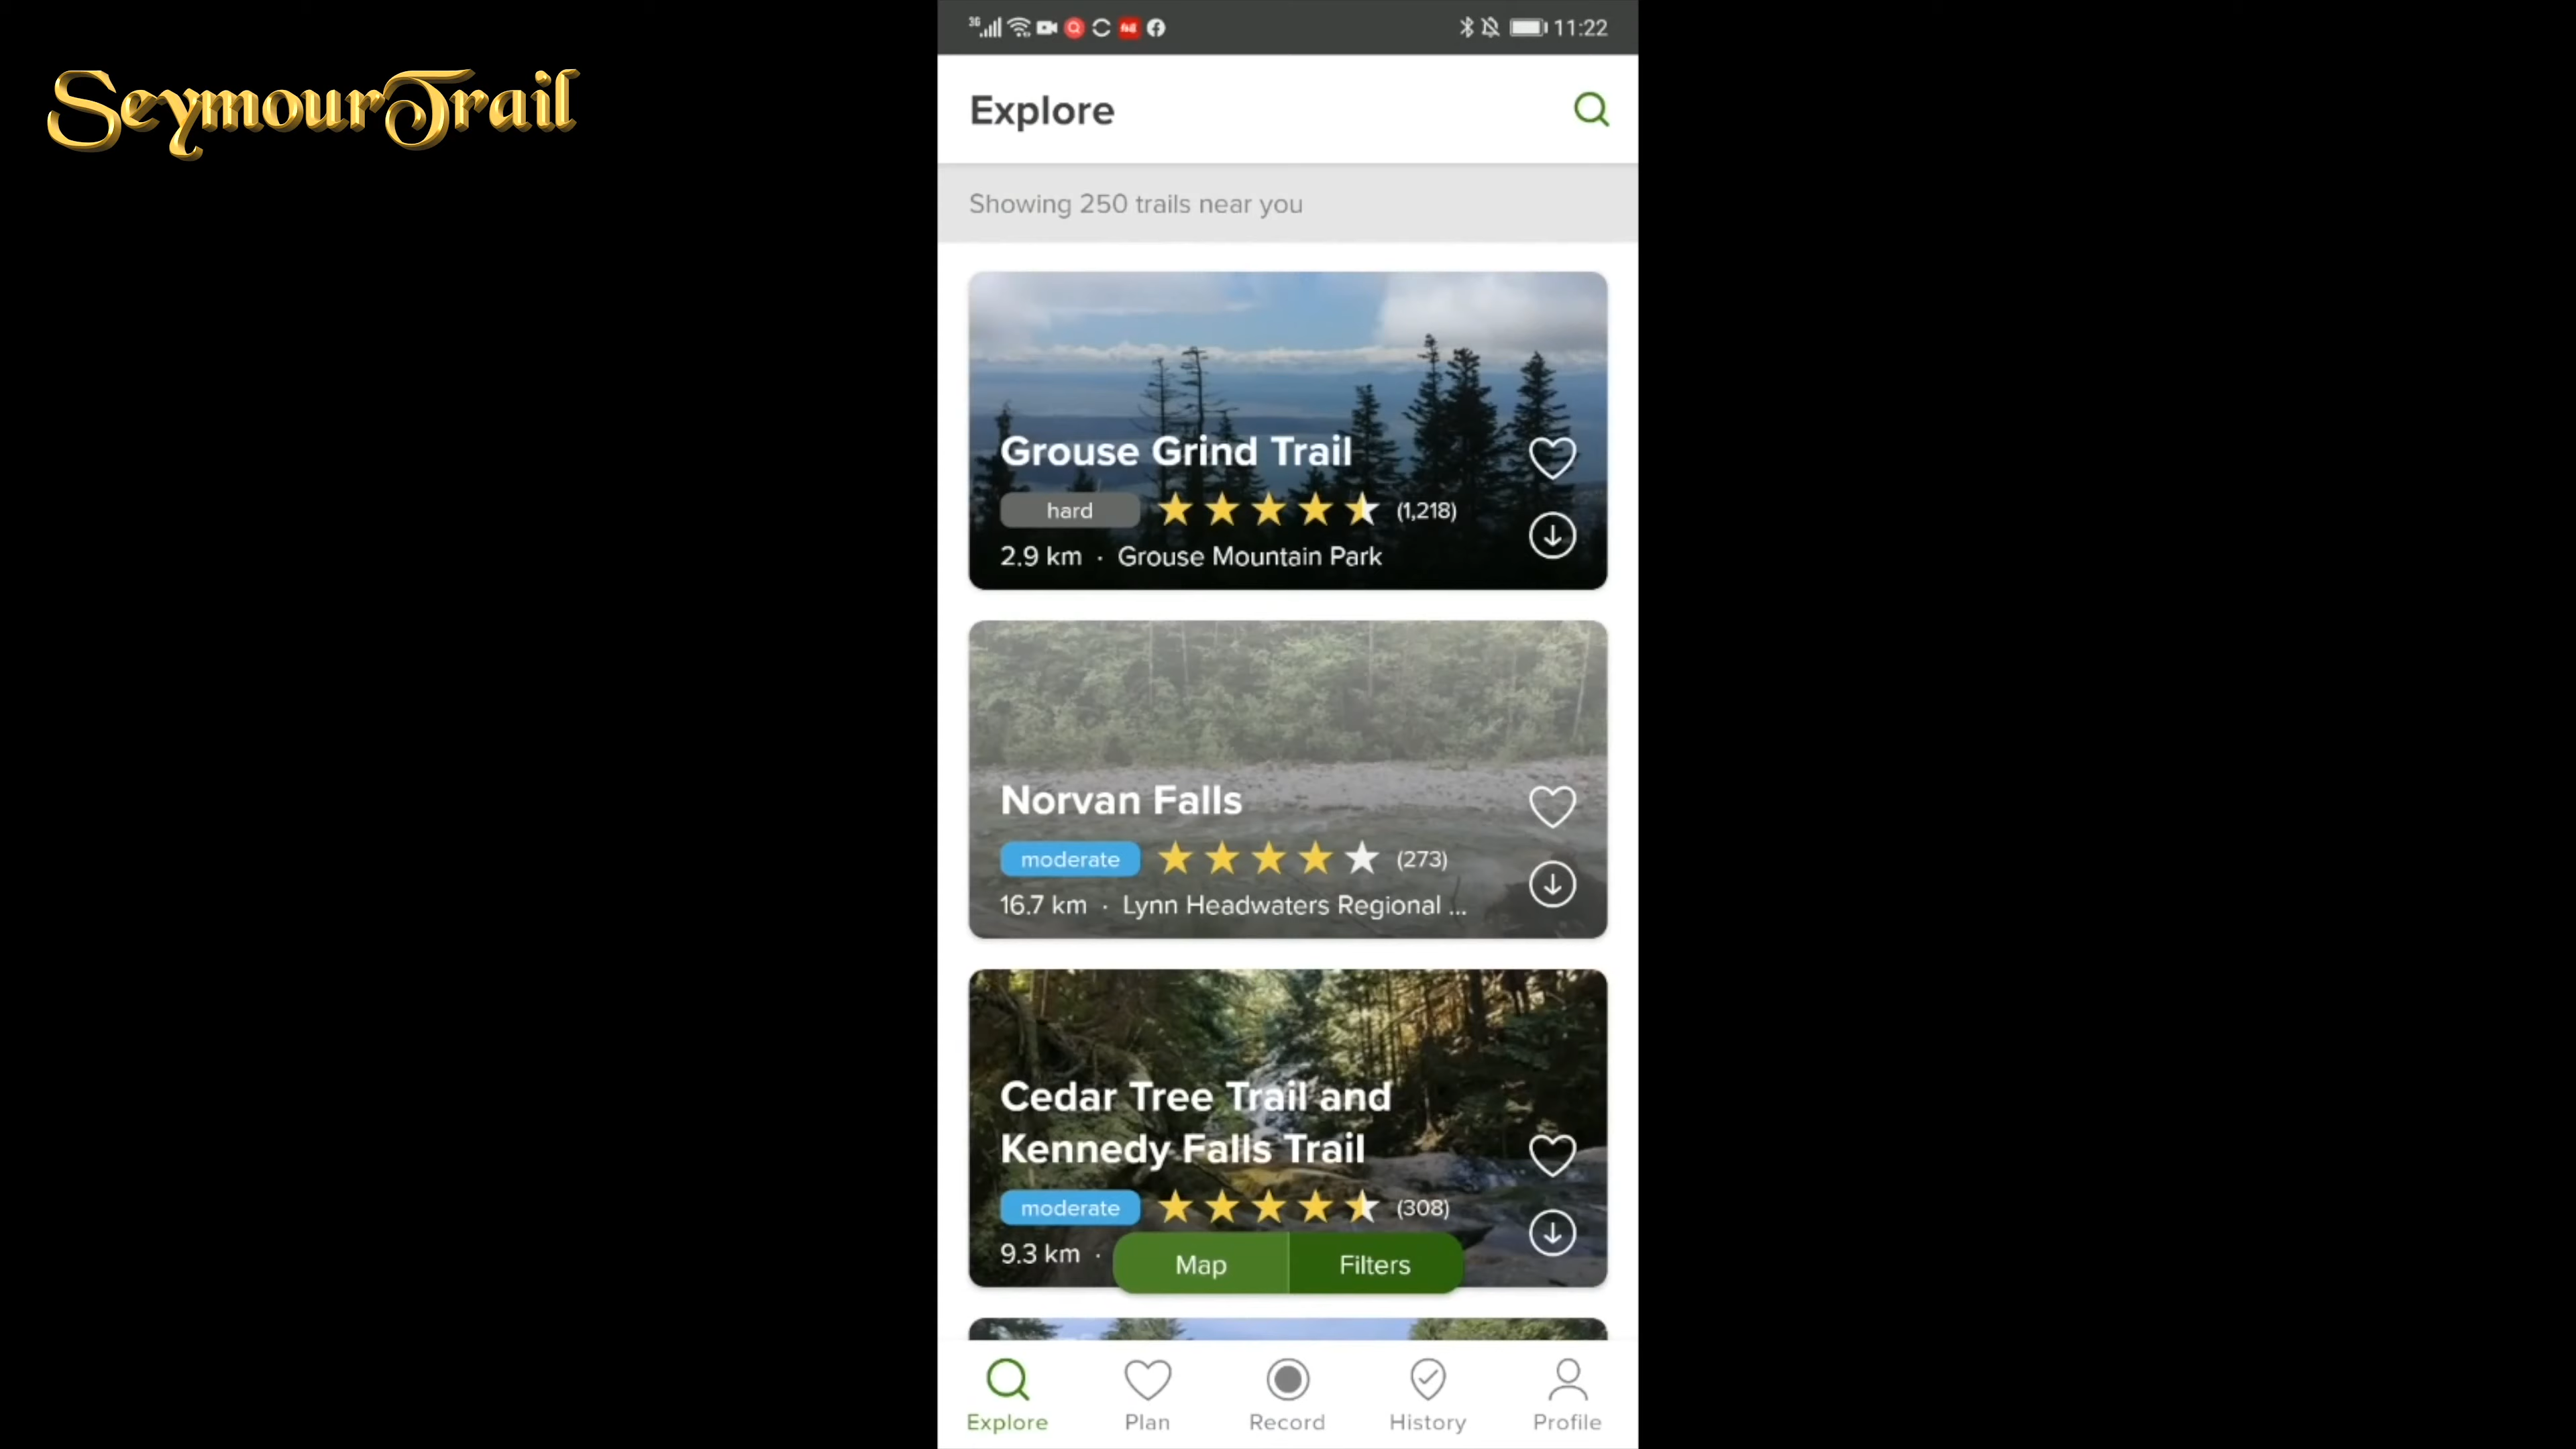 SeymourTrail
3G
11:22
Explore
Showing 250 trails near you
Grouse Grind Trail
hard (1,218)
2.9 km · Grouse Mountain Park
Norvan Falls
moderate (273)
16.7 km · Lynn Headwaters Regional ...
Cedar Tree Trail and
Kennedy Falls Trail
moderate (308)
9.3 km ·
Map Filters
Explore Plan Record History Profile